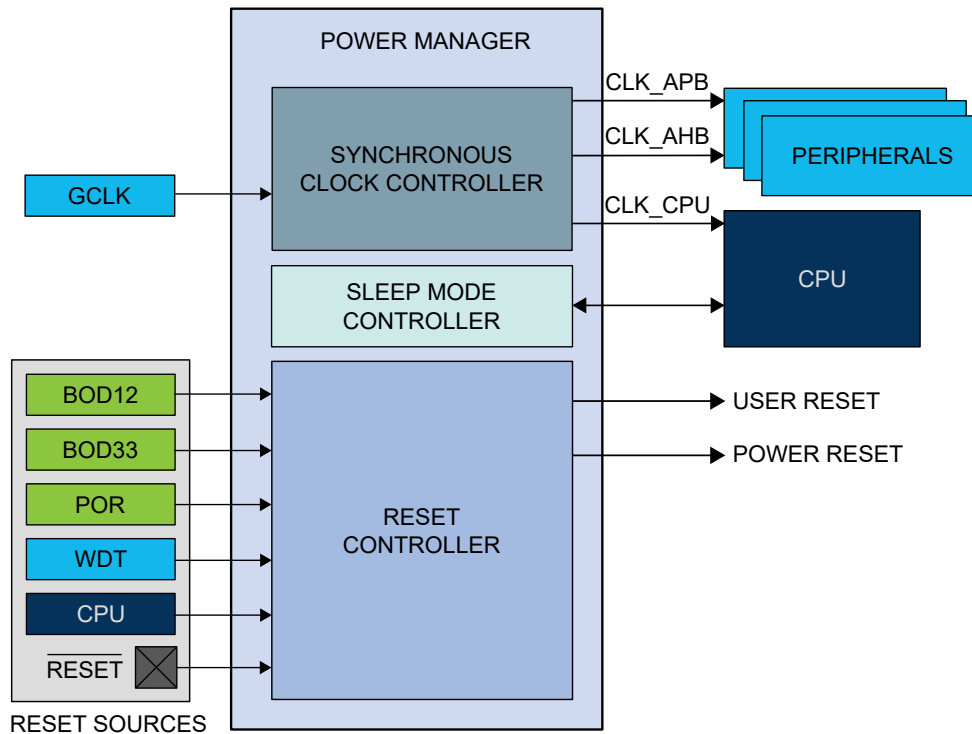 POWER MANAGER
SYNCHRONOUS
CLOCK CONTROLLER
GCLK
CLK_APB
CLK_AHB
CLK_CPU
PERIPHERALS
CPU
SLEEP MODE
CONTROLLER
BOD12
BOD33
POR
WDT
CPU
RESET
RESET SOURCES
RESET
CONTROLLER
USER RESET
POWER RESET